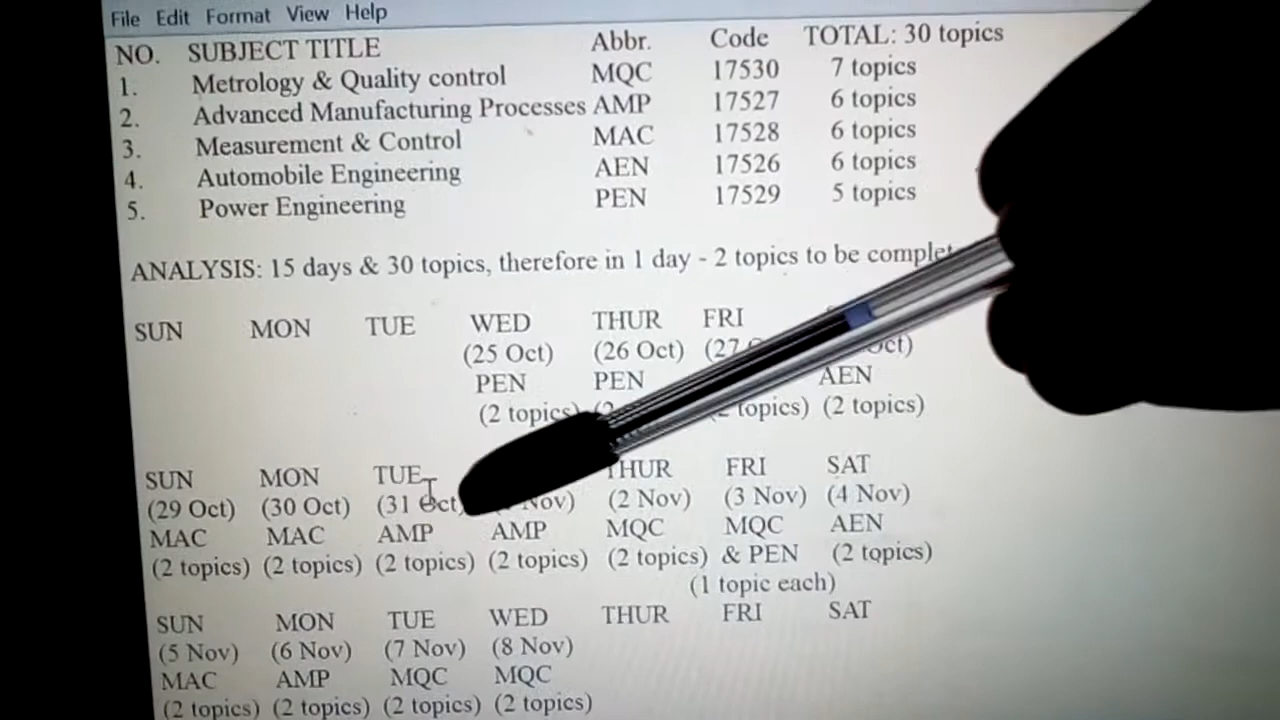 File Edit Format View Help
NO. SUBJECT TITLE Abbr. Code TOTAL: 30 topics
1. Metrology & Quality control MQC 17530 7 topics
2. Advanced Manufacturing Processes AMP 17527 6 topics
3. Measurement & Control MAC 17528 6 topics
4. Automobile Engineering AEN 17526 6 topics
5. Power Engineering PEN 17529 5 topics
ANALYSIS: 15 days & 30 topics, therefore in 1 day - 2 topics to be
SUN MON TUE WED THUR FRI
(25 Oct) (26 Oct) (27 Oct)
PEN PEN AEN
(2 topics) topics) (2 topics)
SUN MON TUE THUR FRI SAT
(29 Oct) (30 Oct) (31 Oct) Nov) (2 Nov) (3 Nov) (4 Nov)
MAC MAC AMP AMP MQC MQC AEN
(2 topics) (2 topics) (2 topics) (2 topics) (2 topics) & PEN (2 topics)
(1 topic each)
SUN MON TUE WED THUR FRI SAT
(5 Nov) (6 Nov) (7 Nov) (8 Nov)
MAC AMP MQC MQC
(2 topics) (2 topics) (2 topics) (2 topics)